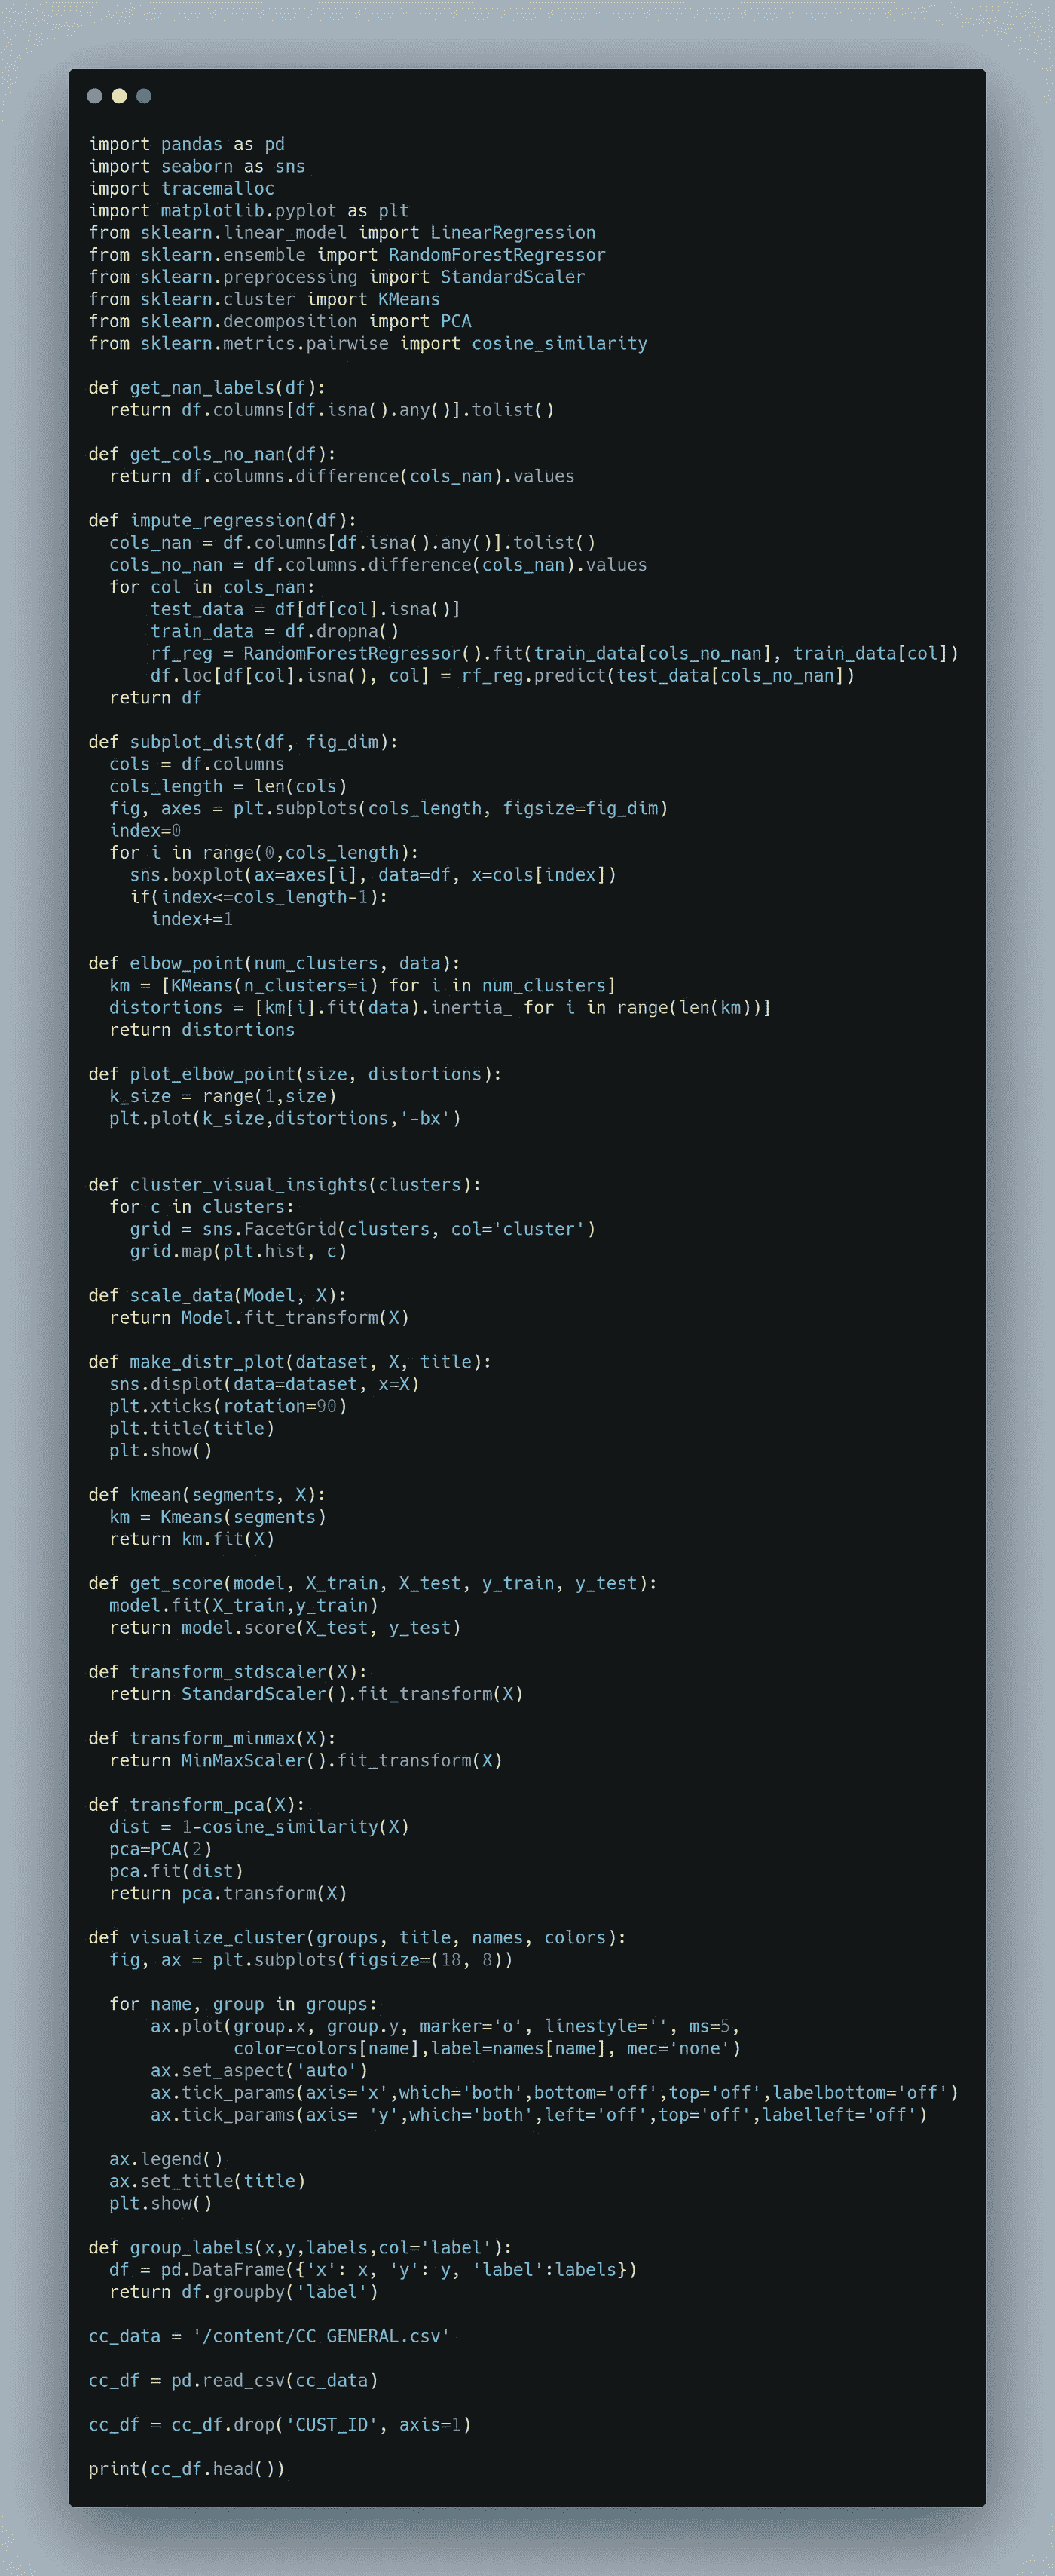 import pandas as pd
import seaborn as sns
import tracemalloc
import matplotlib.pyplot as plt
from sklearn.linear_model import LinearRegression
from sklearn.ensemble import RandomForestRegressor
from sklearn.preprocessing import StandardScaler
from sklearn.cluster import KMeans
from sklearn.decomposition import PCA
from sklearn.metrics.pairwise import cosine_similarity

def get_nan_labels(df):
  return df.columns[df.isna().any()].tolist()

def get_cols_no_nan(df):
  return df.columns.difference(cols_nan).values

def impute_regression(df):
  cols_nan = df.columns[df.isna().any()].tolist()
  cols_no_nan = df.columns.difference(cols_nan).values
  for col in cols_nan:
      test_data = df[df[col].isna()]
      train_data = df.dropna()
      rf_reg = RandomForestRegressor().fit(train_data[cols_no_nan], train_data[col])
      df.loc[df[col].isna(), col] = rf_reg.predict(test_data[cols_no_nan])
  return df

def subplot_dist(df, fig_dim):
  cols = df.columns
  cols_length = len(cols)
  fig, axes = plt.subplots(cols_length, figsize=fig_dim)
  index=0
  for i in range(0,cols_length):
    sns.boxplot(ax=axes[i], data=df, x=cols[index])
    if(index<=cols_length-1):
      index+=1

def elbow_point(num_clusters, data):
  km = [KMeans(n_clusters=i) for i in num_clusters]
  distortions = [km[i].fit(data).inertia_ for i in range(len(km))]
  return distortions

def plot_elbow_point(size, distortions):
  k_size = range(1,size)
  plt.plot(k_size,distortions,'-bx')


def cluster_visual_insights(clusters):
  for c in clusters:
    grid = sns.FacetGrid(clusters, col='cluster')
    grid.map(plt.hist, c)

def scale_data(Model, X):
  return Model.fit_transform(X)

def make_distr_plot(dataset, X, title):
  sns.displot(data=dataset, x=X)
  plt.xticks(rotation=90)
  plt.title(title)
  plt.show()

def kmean(segments, X):
  km = Kmeans(segments)
  return km.fit(X)

def get_score(model, X_train, X_test, y_train, y_test):
  model.fit(X_train,y_train)
  return model.score(X_test, y_test)

def transform_stdscaler(X):
  return StandardScaler().fit_transform(X)

def transform_minmax(X):
  return MinMaxScaler().fit_transform(X)

def transform_pca(X):
  dist = 1-cosine_similarity(X)
  pca=PCA(2)
  pca.fit(dist)
  return pca.transform(X)

def visualize_cluster(groups, title, names, colors):
  fig, ax = plt.subplots(figsize=(18, 8))

  for name, group in groups:
      ax.plot(group.x, group.y, marker='o', linestyle='', ms=5,
              color=colors[name],label=names[name], mec='none')
      ax.set_aspect('auto')
      ax.tick_params(axis='x',which='both',bottom='off',top='off',labelbottom='off')
      ax.tick_params(axis= 'y',which='both',left='off',top='off',labelleft='off')

  ax.legend()
  ax.set_title(title)
  plt.show()

def group_labels(x,y,labels,col='label'):
  df = pd.DataFrame({'x': x, 'y': y, 'label':labels})
  return df.groupby('label')

cc_data = '/content/CC GENERAL.csv'

cc_df = pd.read_csv(cc_data)

cc_df = cc_df.drop('CUST_ID', axis=1)

print(cc_df.head())